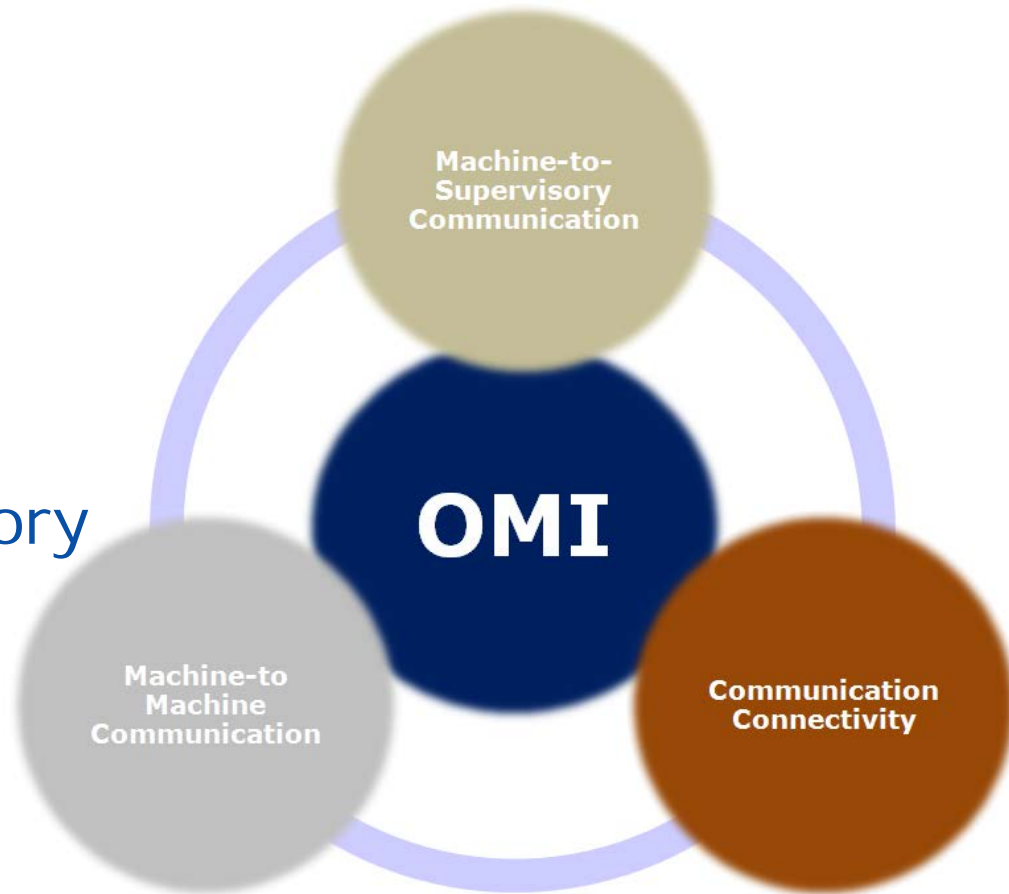 Machine-to-
Supervisory
Communication
OMI
ory
Machine-to
Machine
Communication
Communication
Connectivity